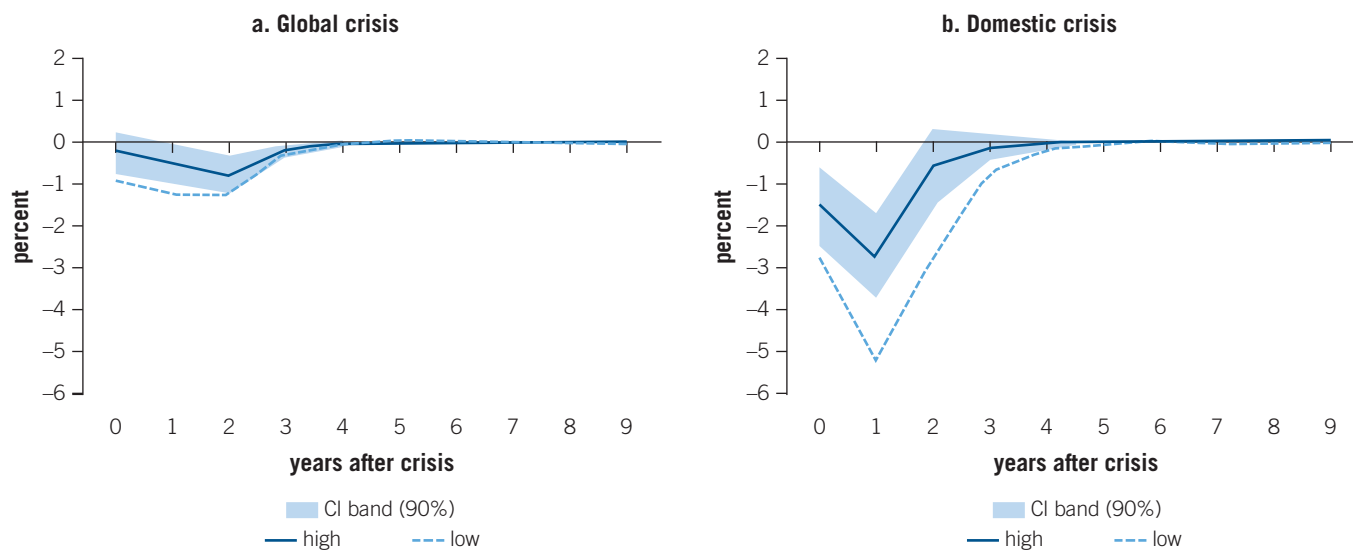 a. Global crisis
2
1
0
–1
–2
–3
–4
–5
–6
percent
0 1 2 3 4 5 6 7 8 9
years after crisis
CI band (90%)
high low
b. Domestic crisis
2
1
0
–1
–2
–3
–4
–5
–6
percent
0 1 2 3 4 5 6 7 8 9
years after crisis
CI band (90%)
high low